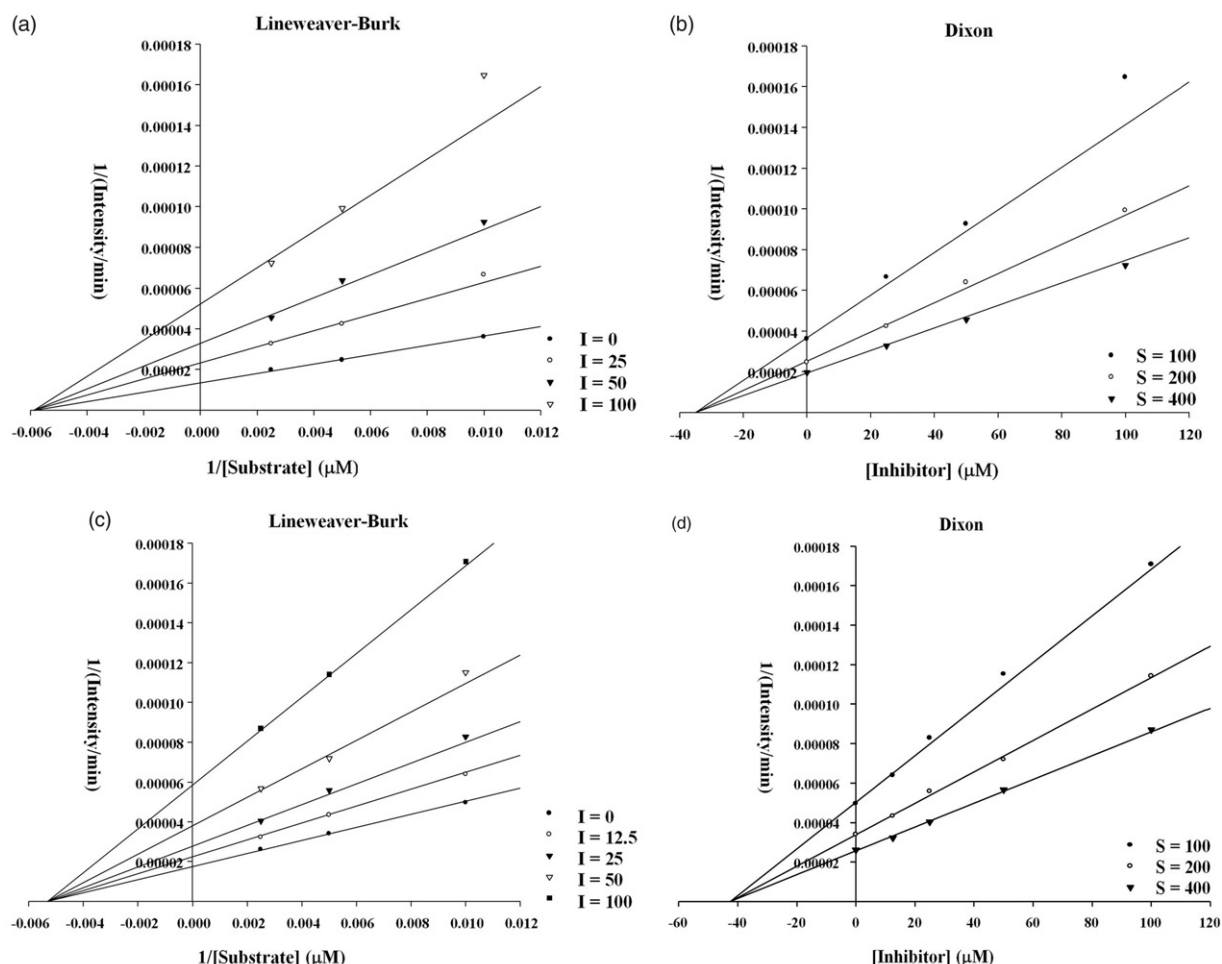 (a)
Lineweaver-Burk
0.00018
0.00016
0.00014
0.00012
0.00010
0.00008
0.00006
0.00004
0.00002
1/(Intensity/min)
-0.006 -0.004 -0.002 0.000 0.002 0.004 0.006 0.008 0.010 0.012
1/[Substrate] (µM)
I = 0
I = 25
I = 50
I = 100
(b)
Dixon
0.00018
0.00016
0.00014
0.00012
0.00010
0.00008
0.00006
0.00004
0.00002
1/(Intensity/min)
-40 -20 0 20 40 60 80 100 120
[Inhibitor] (µM)
S = 100
S = 200
S = 400
(c)
Lineweaver-Burk
0.00018
0.00016
0.00014
0.00012
0.00010
0.00008
0.00006
0.00004
0.00002
1/(Intensity/min)
-0.006 -0.004 -0.002 0.000 0.002 0.004 0.006 0.008 0.010 0.012
1/[Substrate] (µM)
I = 0
I = 12.5
I = 25
I = 50
I = 100
(d)
Dixon
0.00018
0.00016
0.00014
0.00012
0.00010
0.00008
0.00006
0.00004
0.00002
1/(Intensity/min)
-60 -40 -20 0 20 40 60 80 100 120
[Inhibitor] (µM)
S = 100
S = 200
S = 400